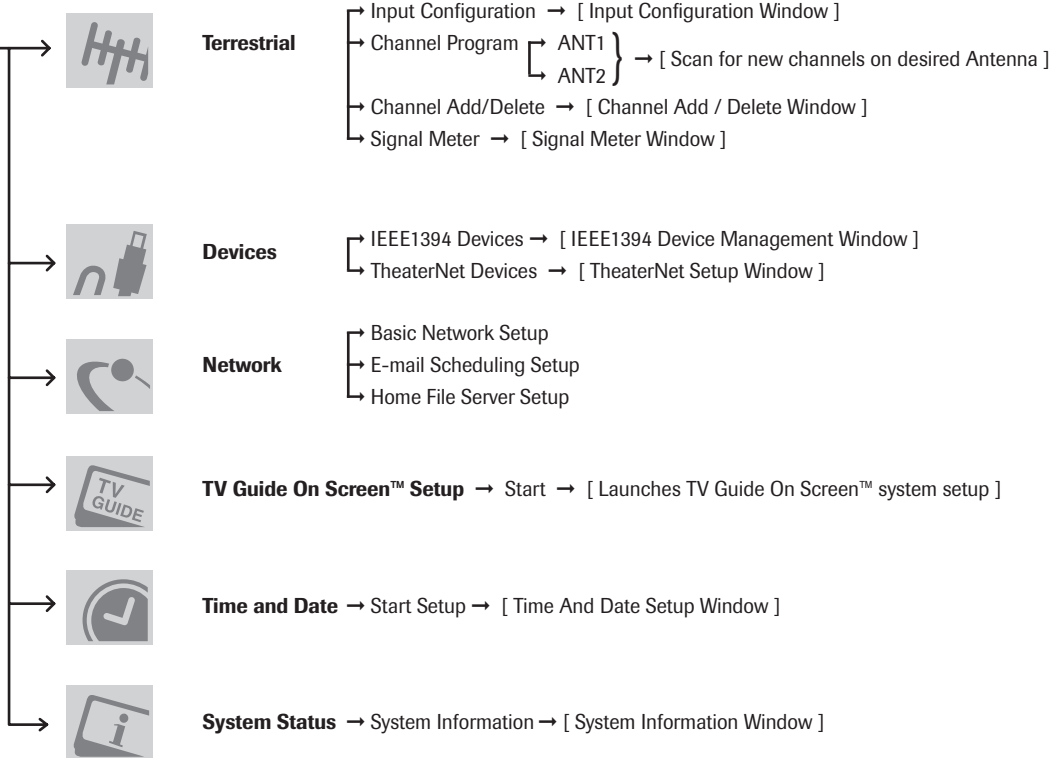 Terrestrial
Input Configuration → [ Input Configuration Window ]
Channel Program → ANT1
→ ANT2 } → [ Scan for new channels on desired Antenna ]
Channel Add/Delete → [ Channel Add / Delete Window ]
Signal Meter → [ Signal Meter Window ]
Devices
IEEE1394 Devices → [ IEEE1394 Device Management Window ]
TheaterNet Devices → [ TheaterNet Setup Window ]
Network
Basic Network Setup
E-mail Scheduling Setup
Home File Server Setup
TV
GUIDE
TV Guide On Screen™ Setup → Start → [ Launches TV Guide On Screen™ system setup ]
Time and Date → Start Setup → [ Time And Date Setup Window ]
i
System Status → System Information → [ System Information Window ]